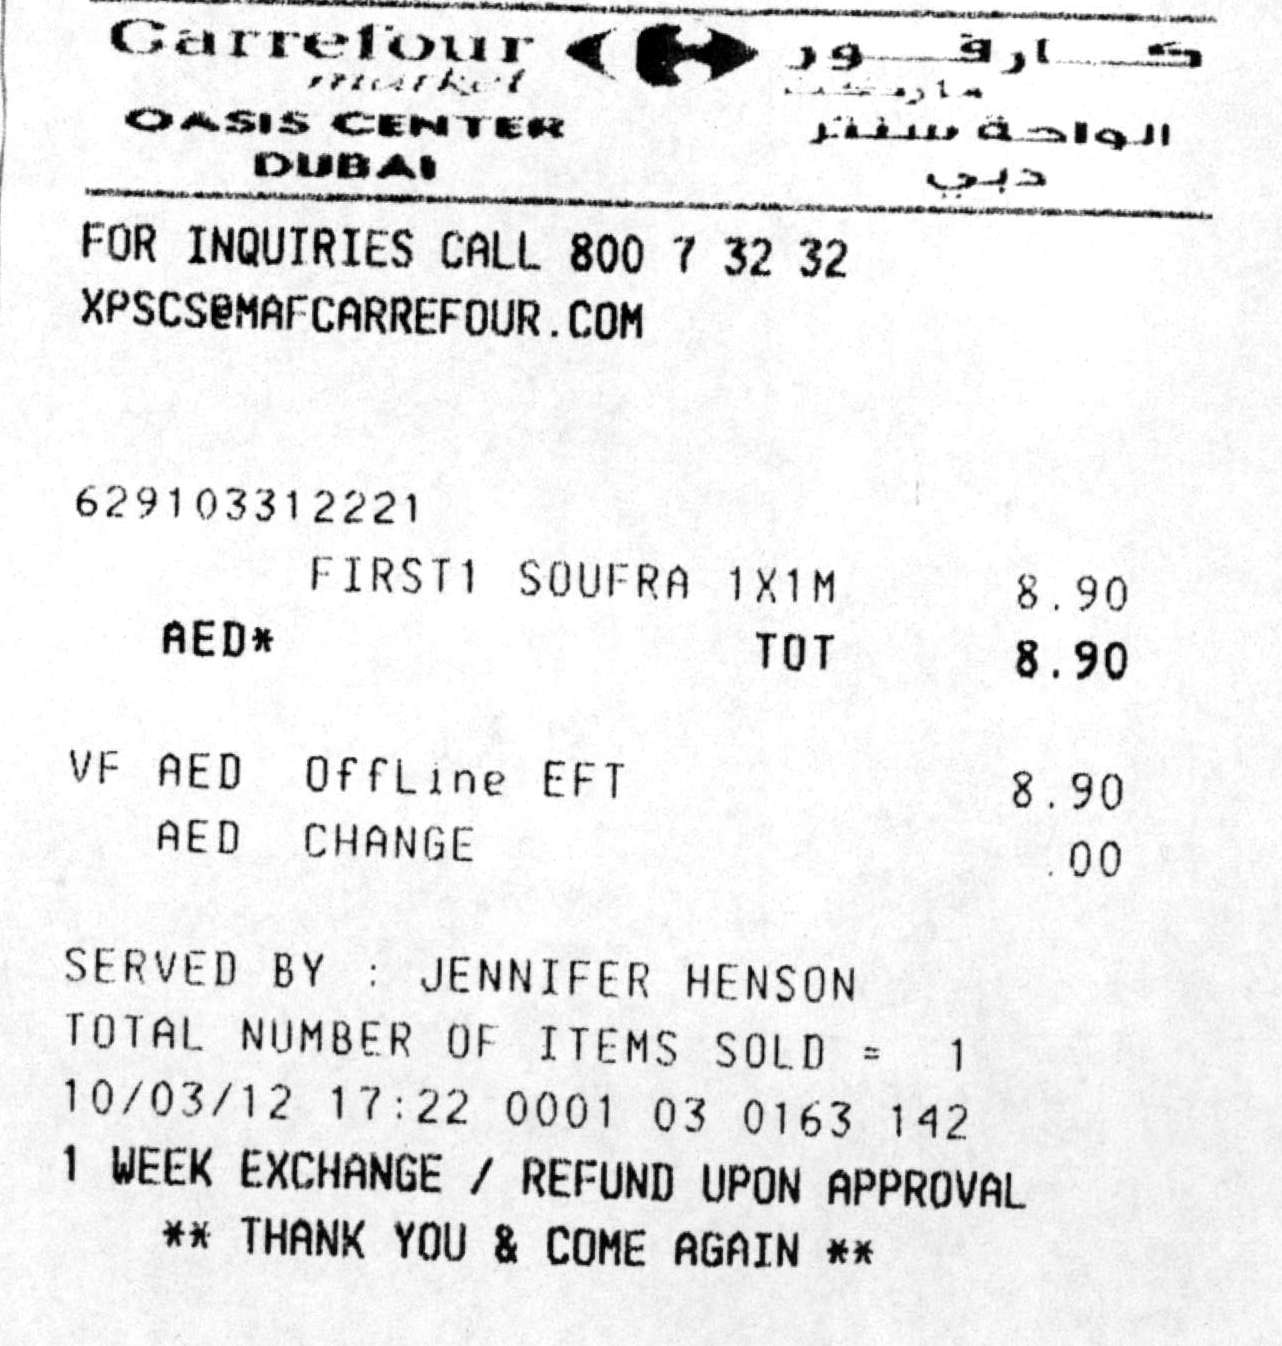 Carrefour
market
OASIS CENTER
DUBAI
كارفور
ماركت
الواحة سنتر
دبي
FOR INQUIRIES CALL 800 7 32 32
XPSCS@MAFCARREFOUR.COM
629103312221
FIRST1 SOUFRA 1X1M 8.90
AED* TOT 8.90
VF AED OffLine EFT 8.90
AED CHANGE .00
SERVED BY : JENNIFER HENSON
TOTAL NUMBER OF ITEMS SOLD = 1
10/03/12 17:22 0001 03 0163 142
1 WEEK EXCHANGE / REFUND UPON APPROVAL
** THANK YOU & COME AGAIN **